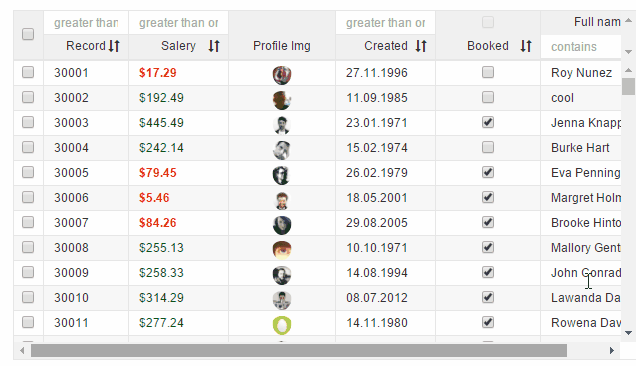 greater than greater than or greater than or Full nam
Record Salery Profile Img Created Booked contains
30001 $17.29 27.11.1996 Roy Nunez
30002 $192.49 11.09.1985 cool
30003 $445.49 23.01.1971 Jenna Knapp
30004 $242.14 15.02.1974 Burke Hart
30005 $79.45 26.02.1979 Eva Penning
30006 $5.46 18.05.2001 Margret Holm
30007 $84.26 29.08.2005 Brooke Hinto
30008 $255.13 10.10.1971 Mallory Gent
30009 $258.33 14.08.1994 John Conrad
30010 $314.29 08.07.2012 Lawanda Da
30011 $277.24 14.11.1980 Rowena Dav